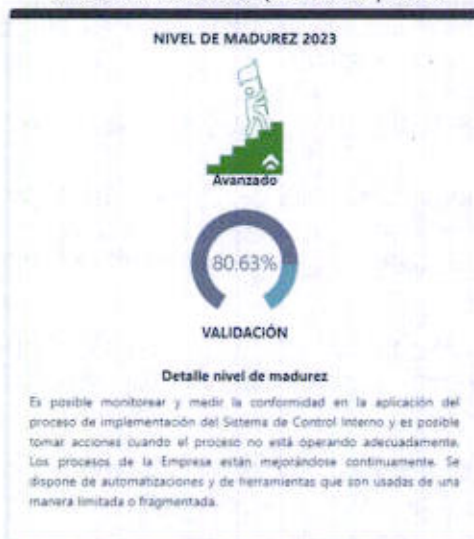 NIVEL DE MADUREZ 2023
Avanzado
80.63%
VALIDACIÓN
Detalle nivel de madurez
Es posible monitorear y medir la conformidad en la aplicación del
proceso de implementación del Sistema de Control Interno y es posible
tomar acciones cuando el proceso no está operando adecuadamente.
Los procesos de la Empresa están mejorándose continuamente. Se
dispone de automatizaciones y de herramientas que son usadas de una
manera limitada o fragmentada.